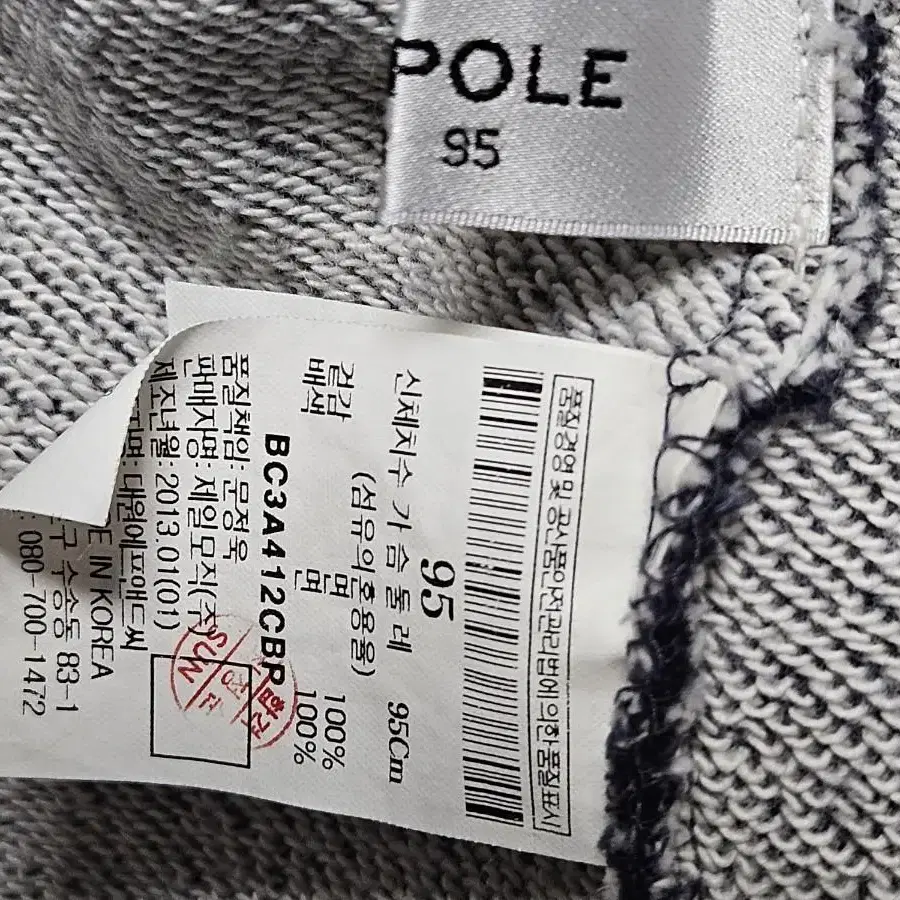 POLE
95
품질경영 및 공산품안전관리법에 의한 품질표시
95
신체치수 가슴둘레 95Cm
(섬유의혼용율)
겉감 면 100%
배색 면 100%
BC3A412CBP
품질책임: 문정욱
판매자명: 제일모직(주)
제조년월: 2013.01(01)
명: 대원에프앤드씨
E IN KOREA
구 수송동 83-1
: 080-700-1472